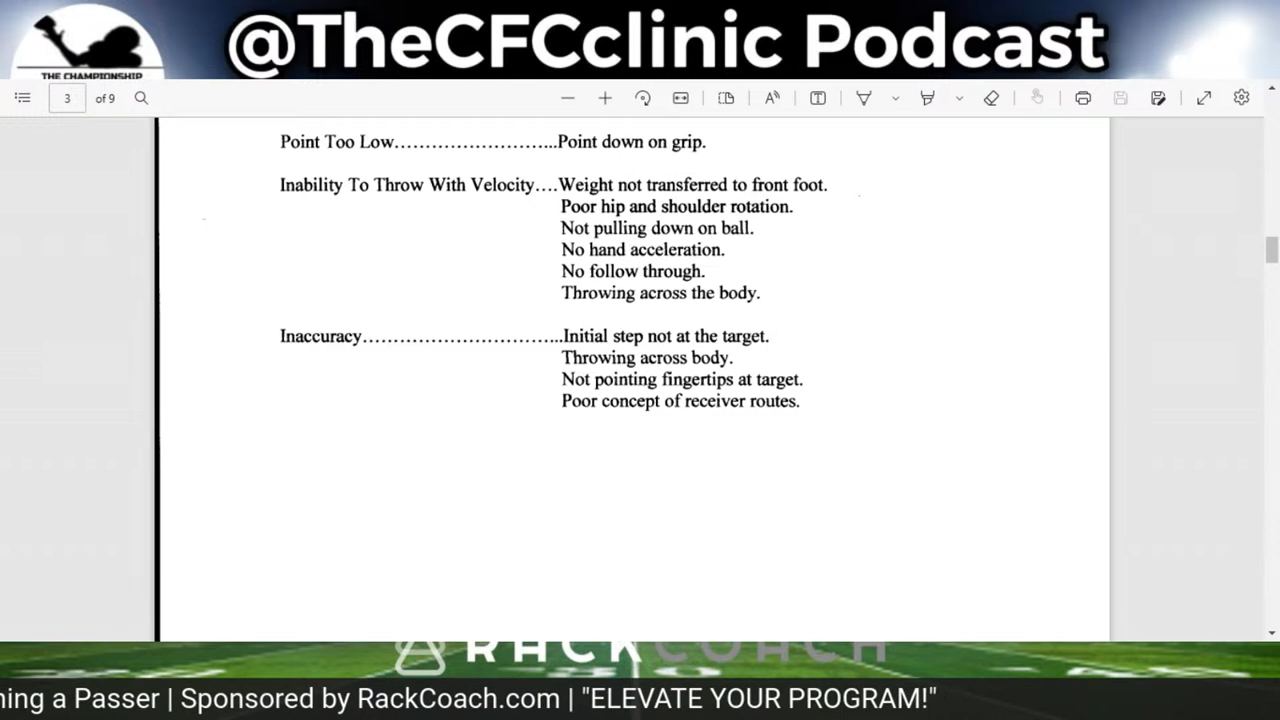 @TheCFCclinic Podcast
THE CHAMPIONSHIP
3 of 9
Point Too Low……………………...Point down on grip.
Inability To Throw With Velocity….Weight not transferred to front foot.
Poor hip and shoulder rotation.
Not pulling down on ball.
No hand acceleration.
No follow through.
Throwing across the body.
Inaccuracy…………………………...Initial step not at the target.
Throwing across body.
Not pointing fingertips at target.
Poor concept of receiver routes.
RACKCOACH
ning a Passer | Sponsored by RackCoach.com | "ELEVATE YOUR PROGRAM!"